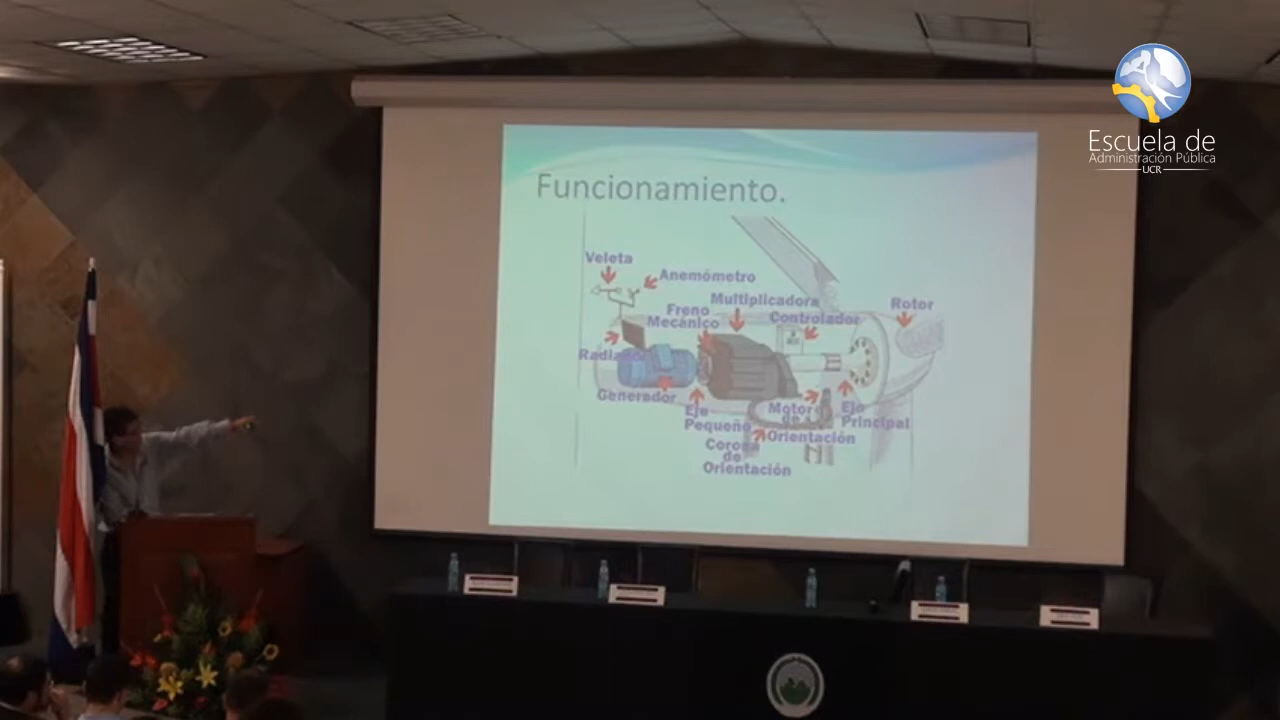 Escuela de
Administración Pública
UCR
Funcionamiento.
Veleta
Anemómetro
Multiplicadora
Rotor
Freno
Mecánico
Controlador
Radiador
Generador
Eje
Pequeño
Motor
de
Orientación
Eje
Principal
Corona
de
Orientación